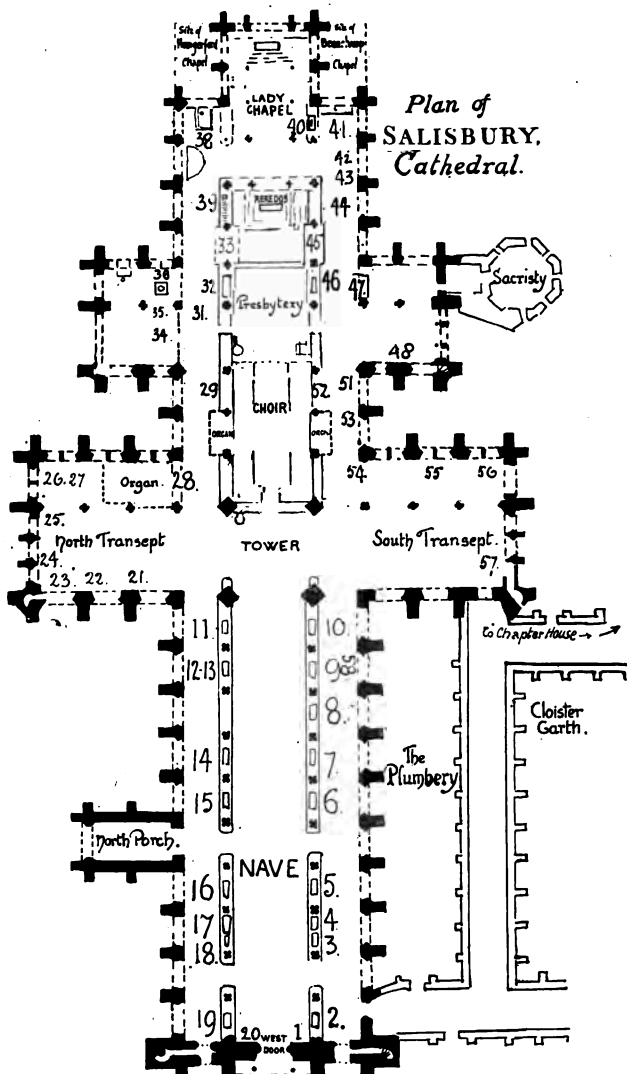 Site of
Hungerford
Chapel
Site of
Beauchamp
Chapel
LADY
CHAPEL
Plan of
SALISBURY,
Cathedral.
38
40
41.
42
43
39
REREDOS
44
33
45
36
32
46
47.
Sacristy
35.
31.
Presbytery
34.
48
29
CHOIR
52
51
ORGAN
ORGN
53
26.27
Organ.
28.
54
55
56
25.
North Transept
TOWER
South Transept.
24.
57.
23.
22.
21.
11.
10.
to Chapter House → ↗
12-13
9
58
8.
Cloister
Garth.
14
7.
The
Plumbery
15
6.
North Porch.
NAVE
16
5.
17
4
18.
3.
19
20 WEST
DOOR
1
2.